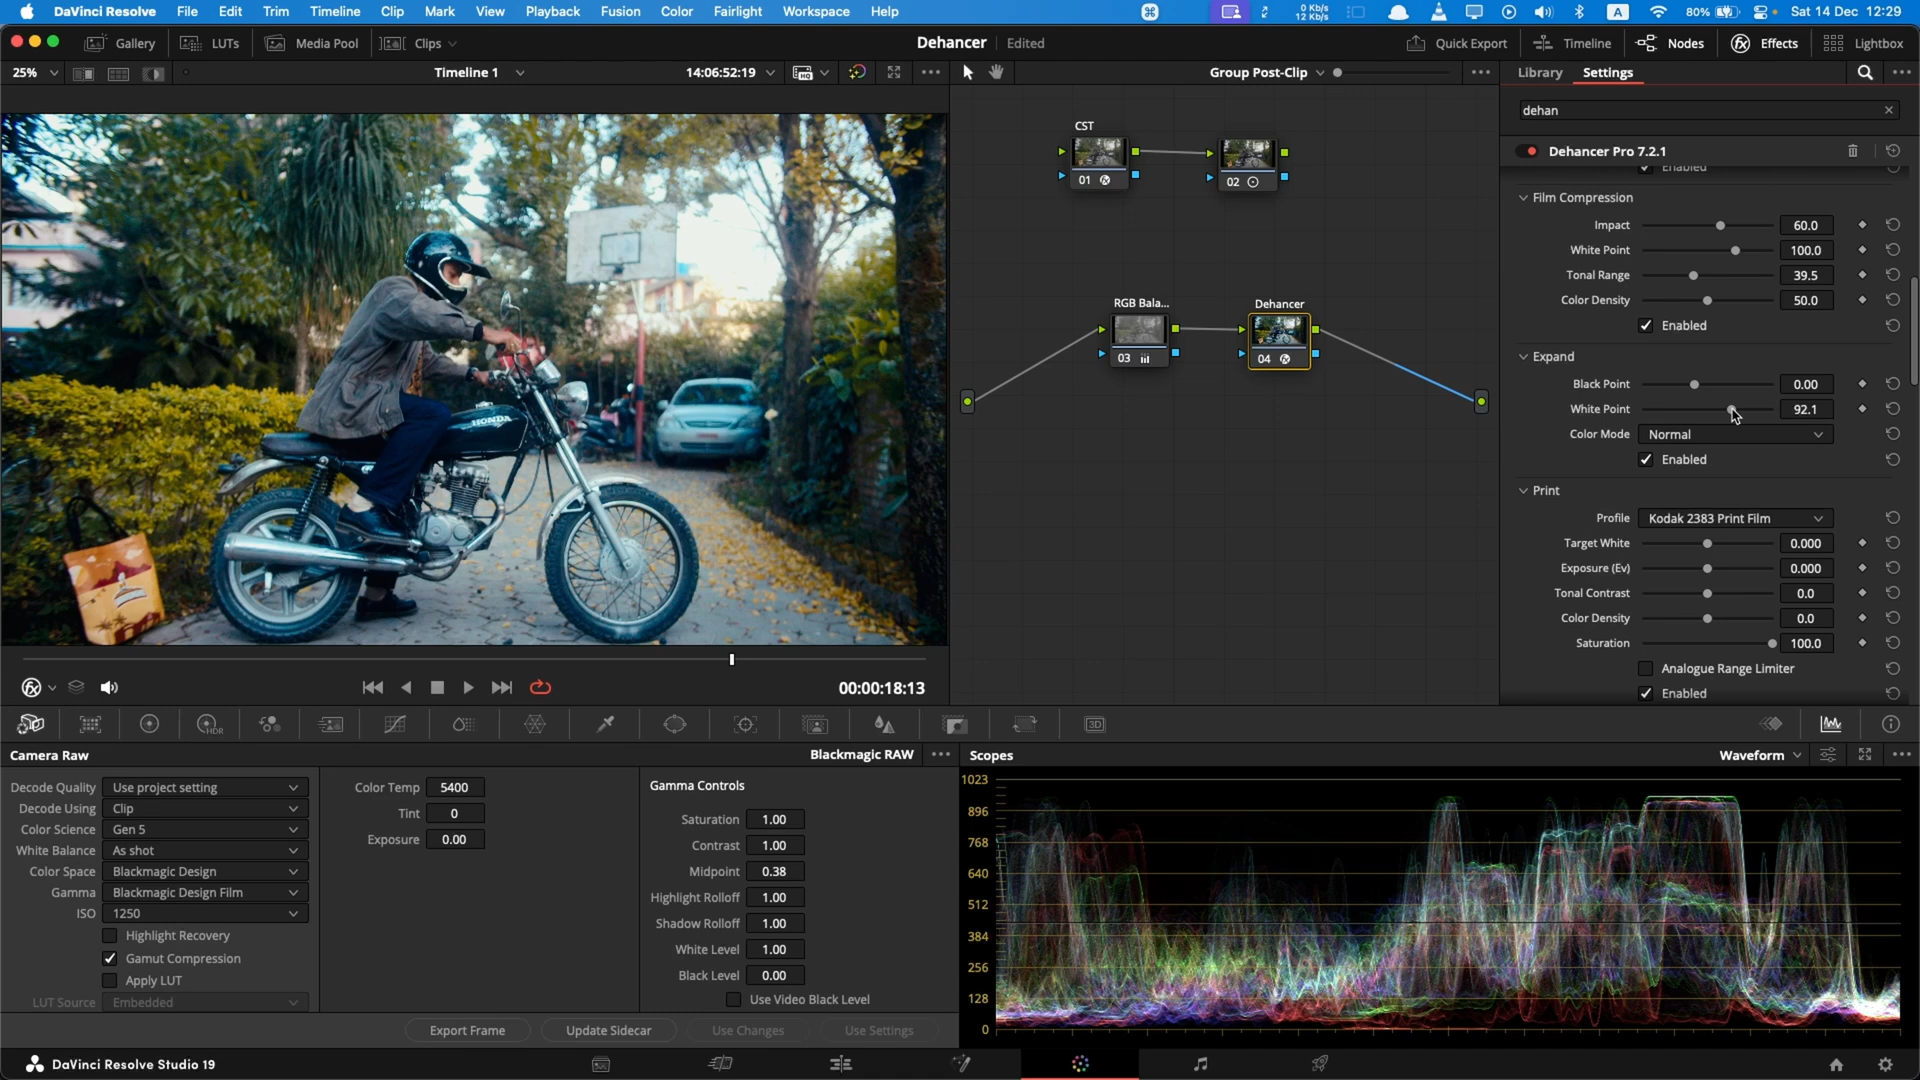 DaVinci Resolve File Edit Trim Timeline Clip Mark View Playback Fusion Color Fairlight Workspace Help
0 Kb/s
12 Kb/s
A
80%
Sat 14 Dec 12:29
Gallery LUTs Media Pool Clips
Dehancer Edited
Quick Export Timeline Nodes Effects Lightbox
25% Timeline 1 14:06:52:19 HQ
Group Post-Clip
Library Settings
dehan
Dehancer Pro 7.2.1
Enabled
Film Compression
Impact 60.0
White Point 100.0
Tonal Range 39.5
Color Density 50.0
Enabled
Expand
Black Point 0.00
White Point 92.1
Color Mode Normal
Enabled
Print
Profile Kodak 2383 Print Film
Target White 0.000
Exposure (Ev) 0.000
Tonal Contrast 0.0
Color Density 0.0
Saturation 100.0
Analogue Range Limiter
Enabled
CST
01
02
RGB Bala...
03
Dehancer
04
HONDA
00:00:18:13
HDR
3D
Camera Raw
Blackmagic RAW
Decode Quality Use project setting
Decode Using Clip
Color Science Gen 5
White Balance As shot
Color Space Blackmagic Design
Gamma Blackmagic Design Film
ISO 1250
Highlight Recovery
Gamut Compression
Apply LUT
LUT Source Embedded
Color Temp 5400
Tint 0
Exposure 0.00
Gamma Controls
Saturation 1.00
Contrast 1.00
Midpoint 0.38
Highlight Rolloff 1.00
Shadow Rolloff 1.00
White Level 1.00
Black Level 0.00
Use Video Black Level
Export Frame Update Sidecar Use Changes Use Settings
Scopes
Waveform
1023
896
768
640
512
384
256
128
0
DaVinci Resolve Studio 19